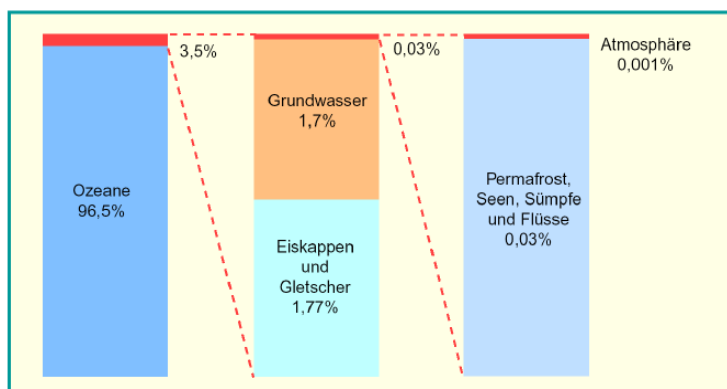 3,5%
Ozeane
96,5%
0,03%
Grundwasser
1,7%
Eiskappen
und
Gletscher
1,77%
Atmosphäre
0,001%
Permafrost,
Seen, Sümpfe
und Flüsse
0,03%